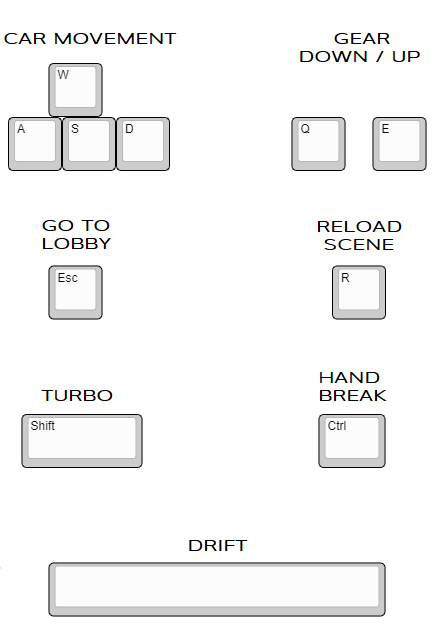 CAR MOVEMENT
GEAR
DOWN / UP
W
A S D
Q E
GO TO
LOBBY
RELOAD
SCENE
Esc
R
TURBO
HAND
BREAK
Shift
Ctrl
DRIFT